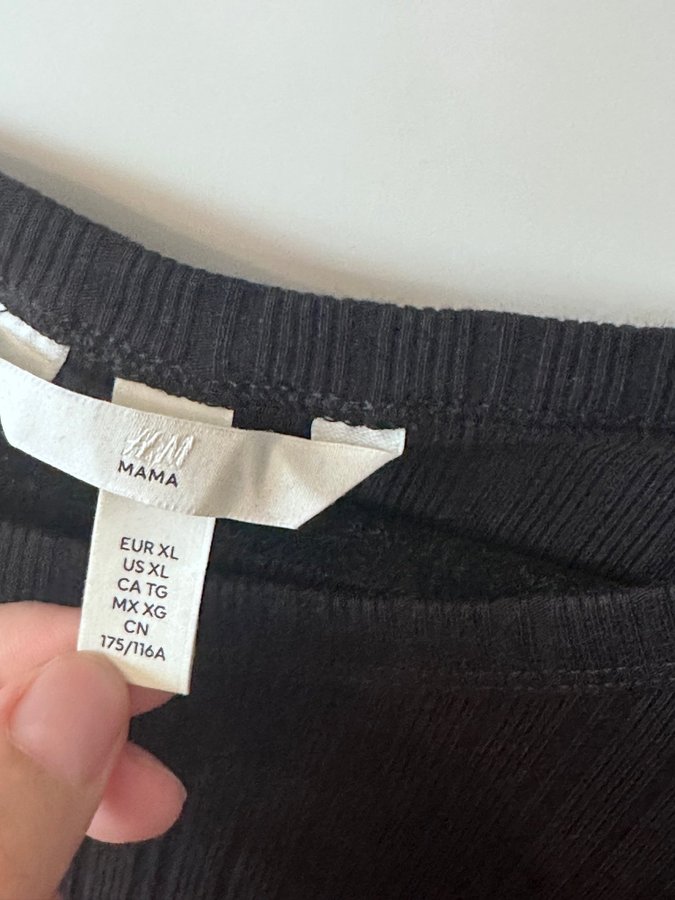 H&M
MAMA
EUR XL
US XL
CA TG
MX XG
CN
175/116A